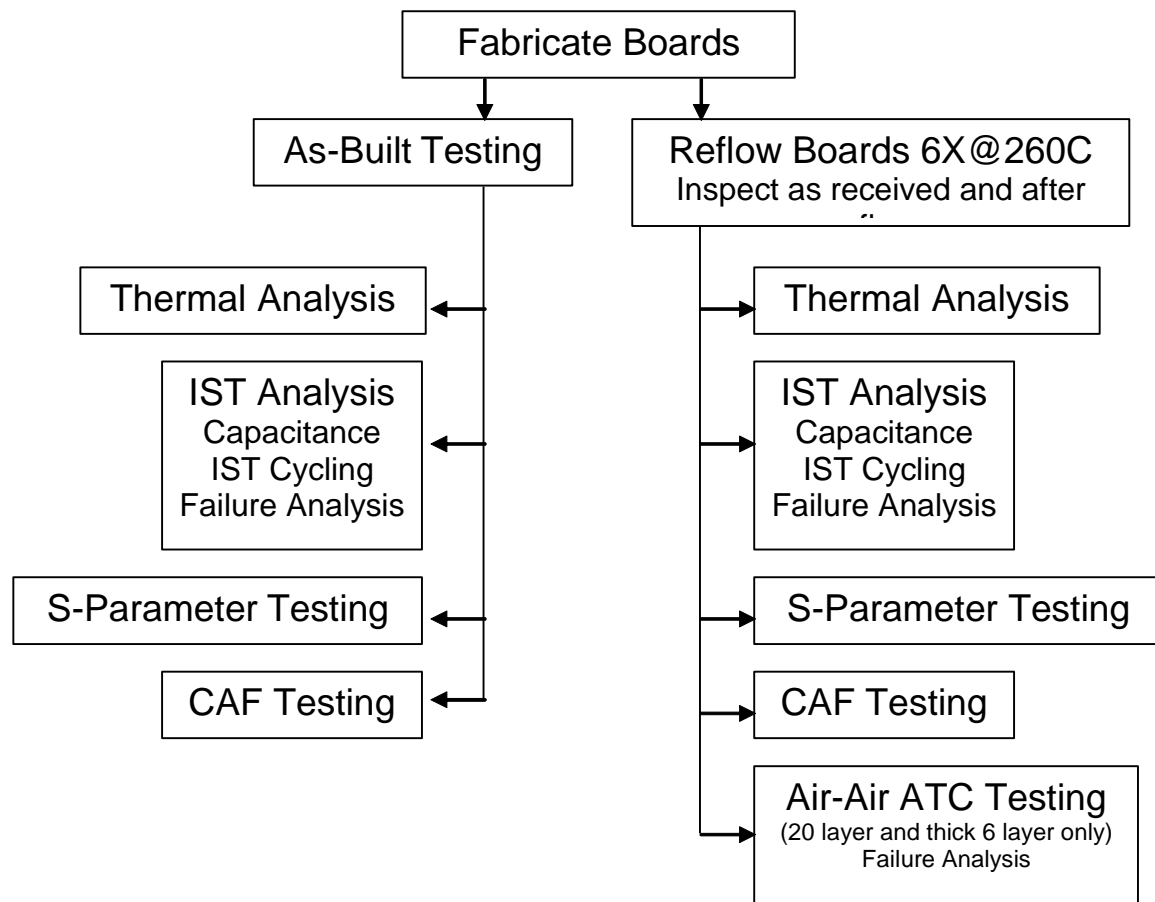 Fabricate Boards
As-Built Testing
Reflow Boards 6X@260C
Inspect as received and after
Thermal Analysis
IST Analysis
Capacitance
IST Cycling
Failure Analysis
S-Parameter Testing
CAF Testing
Thermal Analysis
IST Analysis
Capacitance
IST Cycling
Failure Analysis
S-Parameter Testing
CAF Testing
Air-Air ATC Testing
(20 layer and thick 6 layer only)
Failure Analysis